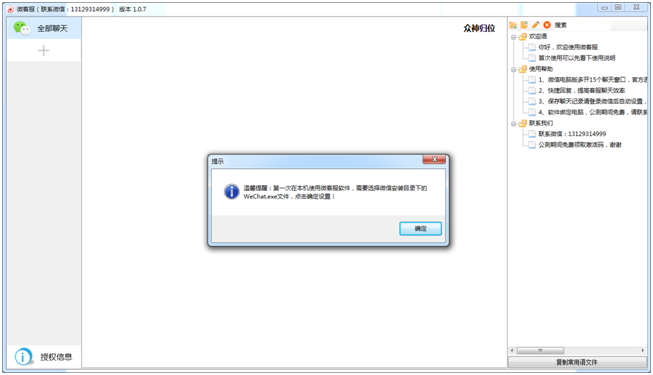 微客服（联系微信：13129314999） 版本 1.0.7
全部聊天
众神归位
搜索
欢迎语
你好，欢迎使用微客服
首次使用可以先看下使用说明
使用帮助
1、微信电脑版多开15个聊天窗口，官方
2、快捷回复，提高客服聊天效率
3、保存聊天记录请登录微信后自动设置，
4、软件绑定电脑，公测期间免费，请联系
联系我们
联系微信：13129314999
公测期间免费领取激活码，谢谢
提示
温馨提醒：第一次在本机使用微客服软件，需要选择微信安装目录下的
WeChat.exe文件，点击确定设置！
确定
授权信息
复制常用语文件